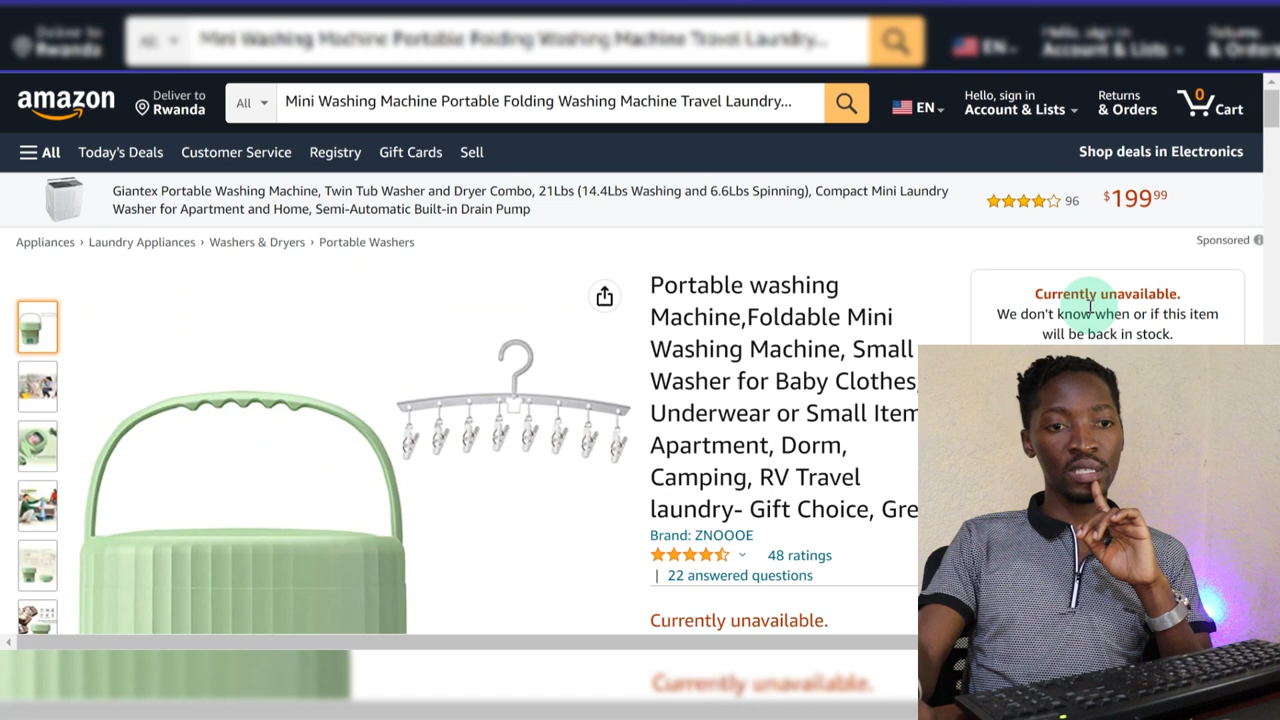 Deliver to
Rwanda
All
Mini Washing Machine Portable Folding Washing Machine Travel Laundry...
EN
Hello, sign in
Account & Lists
Returns
& Orders
amazon
Deliver to
Rwanda
All
Mini Washing Machine Portable Folding Washing Machine Travel Laundry...
EN
Hello, sign in
Account & Lists
Returns
& Orders
0
Cart
All
Today's Deals
Customer Service
Registry
Gift Cards
Sell
Shop deals in Electronics
Giantex Portable Washing Machine, Twin Tub Washer and Dryer Combo, 21Lbs (14.4Lbs Washing and 6.6Lbs Spinning), Compact Mini Laundry
Washer for Apartment and Home, Semi-Automatic Built-in Drain Pump
96
$199.99
Appliances › Laundry Appliances › Washers & Dryers › Portable Washers
Sponsored
Portable washing
Machine,Foldable Mini
Washing Machine, Small
Washer for Baby Clothes,
Underwear or Small Item
Apartment, Dorm,
Camping, RV Travel
laundry- Gift Choice, Gre
Brand: ZNOOOE
48 ratings
| 22 answered questions
Currently unavailable.
Currently unavailable.
We don't know when or if this item
will be back in stock.
Currently unavailable.